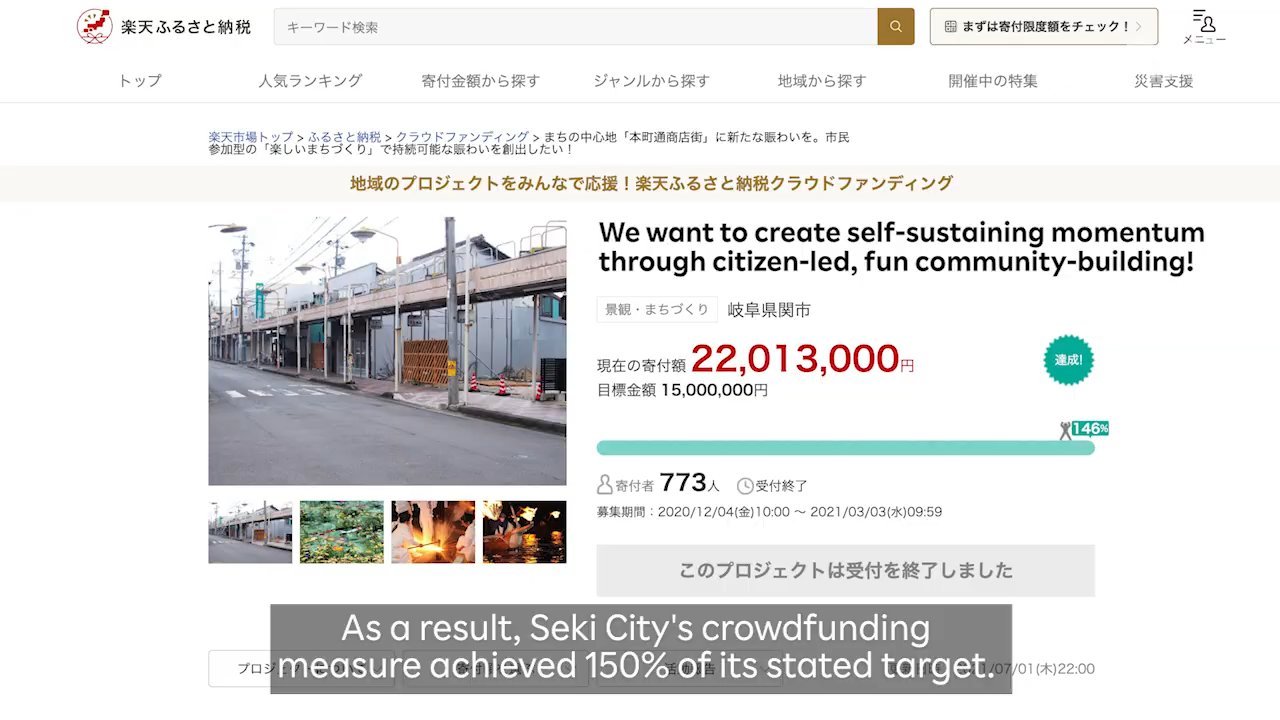 楽天ふるさと納税
キーワード検索
まずは寄付限度額をチェック！
メニュー
トップ
人気ランキング
寄付金額から探す
ジャンルから探す
地域から探す
開催中の特集
災害支援
楽天市場トップ > ふるさと納税 > クラウドファンディング > まちの中心地「本町通商店街」に新たな賑わいを。市民
参加型の「楽しいまちづくり」で持続可能な賑わいを創出したい！
地域のプロジェクトをみんなで応援！楽天ふるさと納税クラウドファンディング
We want to create self-sustaining momentum
through citizen-led, fun community-building!
景観・まちづくり 岐阜県関市
現在の寄付額 22,013,000円
達成!
目標金額 15,000,000円
146%
寄付者 773人 受付終了
募集期間：2020/12/04(金)10:00 〜 2021/03/03(水)09:59
このプロジェクトは受付を終了しました
As a result, Seki City's crowdfunding
measure achieved 150% of its stated target.